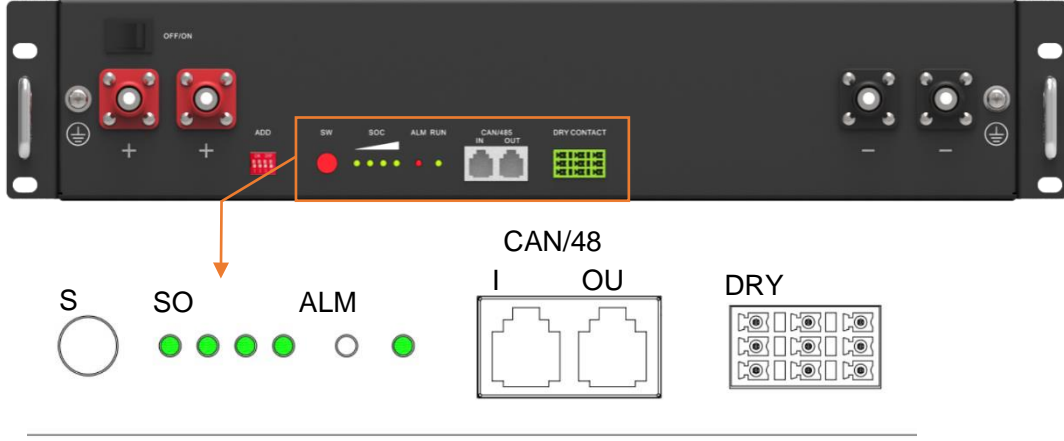 OFF/ON
ADD
SW SOC ALM RUN CAN/485 DRY CONTACT
IN OUT
+ + − −
CAN/48
I OU
S SO ALM DRY